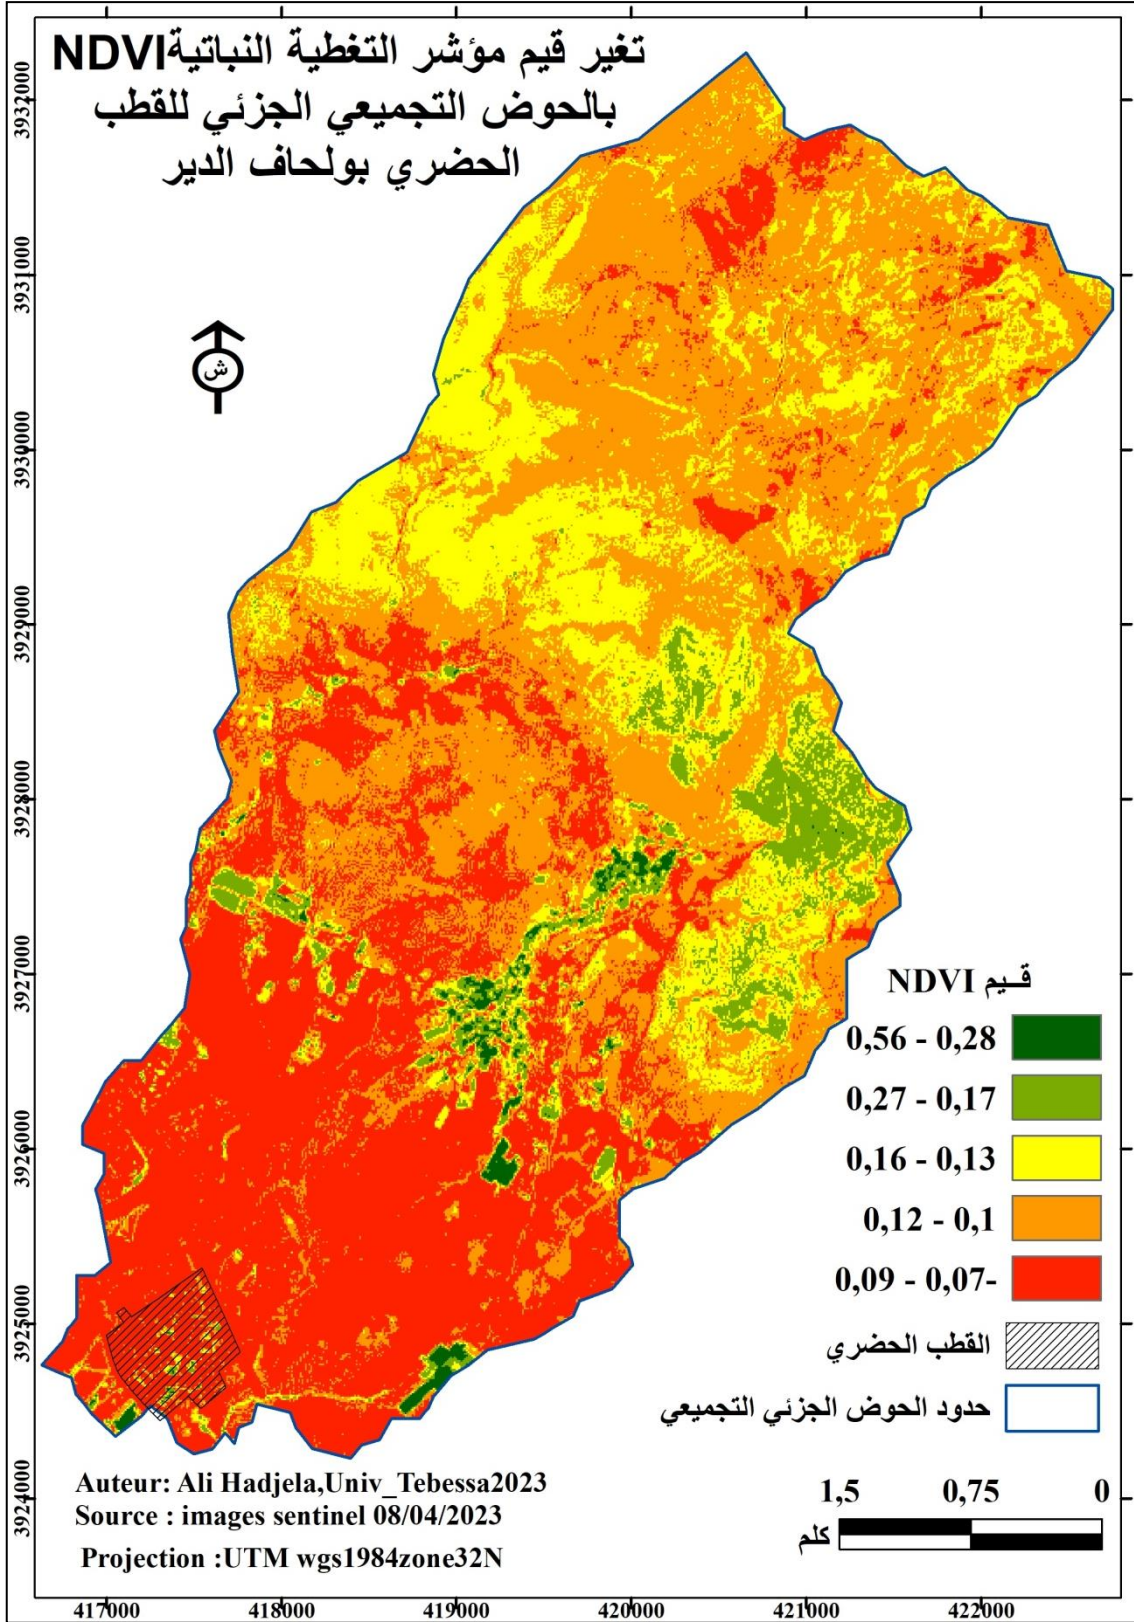 تغير قيم مؤشر التغطية النباتيةNDVI
بالحوض التجميعي الجزئي للقطب
الحضري بولحاف الدير
3932000
3931000
3930000
3929000
3928000
3927000
3926000
3925000
3924000
ش
قــيم NDVI
0,56 - 0,28
0,27 - 0,17
0,16 - 0,13
0,12 - 0,1
0,09 - 0,07-
القطب الحضري
حدود الحوض الجزئي التجميعي
1,5 0,75 0
كلم
Auteur: Ali Hadjela,Univ_Tebessa2023
Source : images sentinel 08/04/2023
Projection :UTM wgs1984zone32N
417000 418000 419000 420000 421000 422000